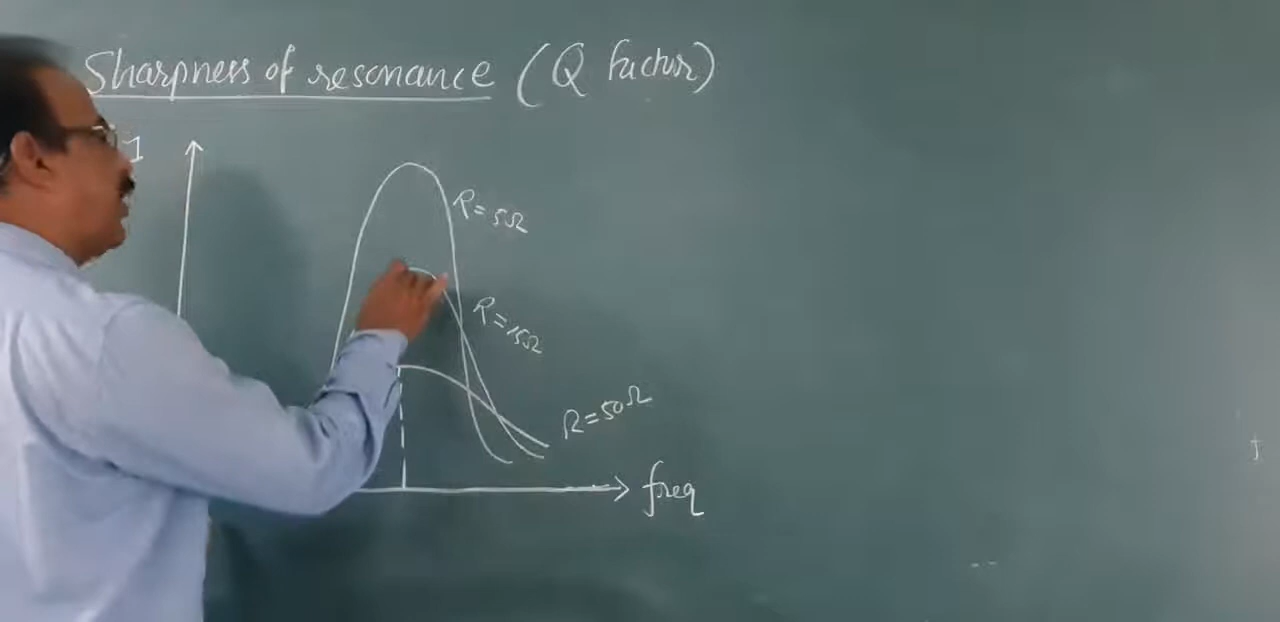 Sharpness of resonance (Q factor)
I
R=5Ω
R=15Ω
R=50Ω
freq